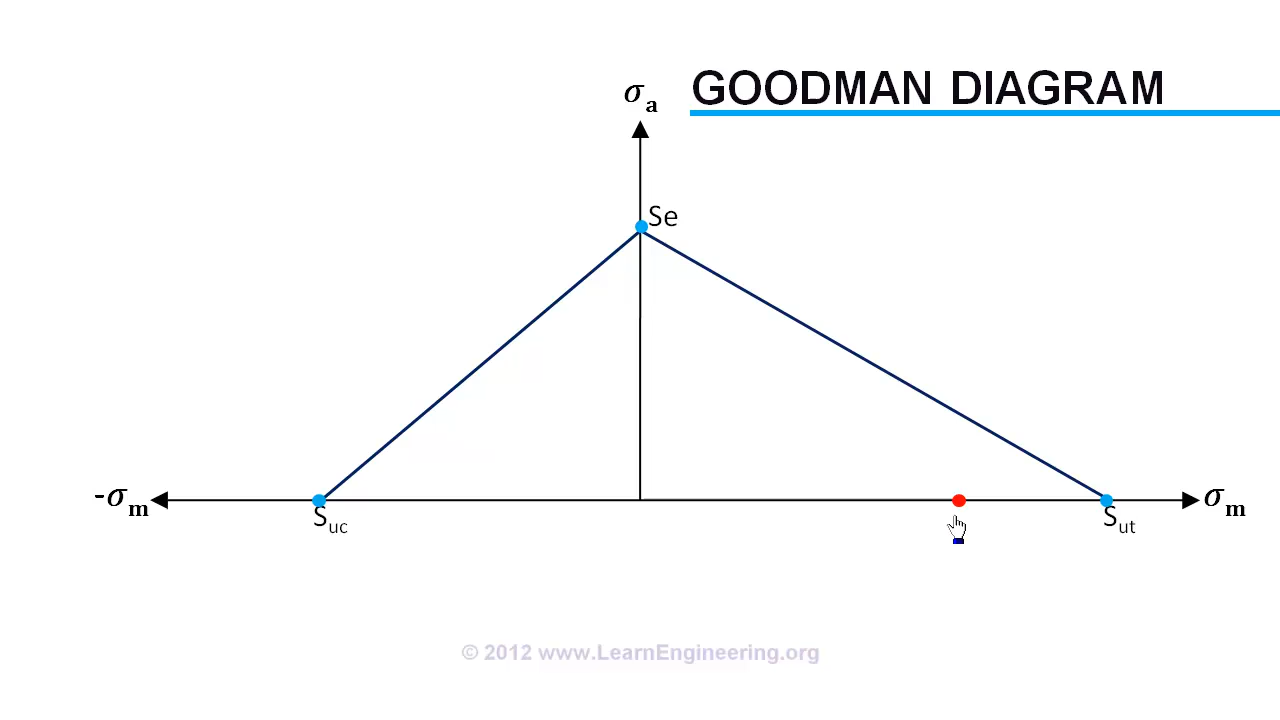 GOODMAN DIAGRAM
σa
Se
-σm
σm
Suc
Sut
© 2012 www.LearnEngineering.org